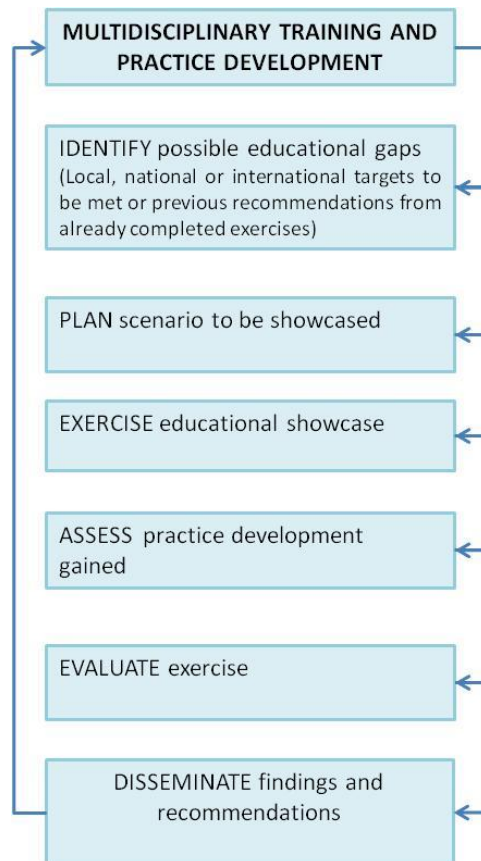 MULTIDISCIPLINARY TRAINING AND
PRACTICE DEVELOPMENT
IDENTIFY possible educational gaps
(Local, national or international targets to
be met or previous recommendations from
already completed exercises)
PLAN scenario to be showcased
EXERCISE educational showcase
ASSESS practice development
gained
EVALUATE exercise
DISSEMINATE findings and
recommendations